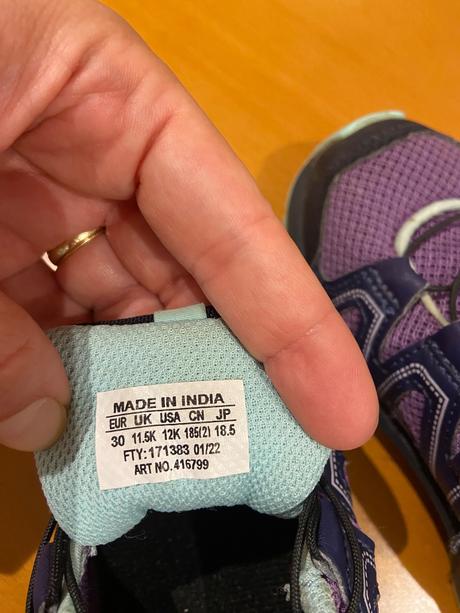 MADE IN INDIA
EUR UK USA CN JP
30 11.5K 12K 185(2) 18.5
FTY:171383 01/22
ART NO.416799